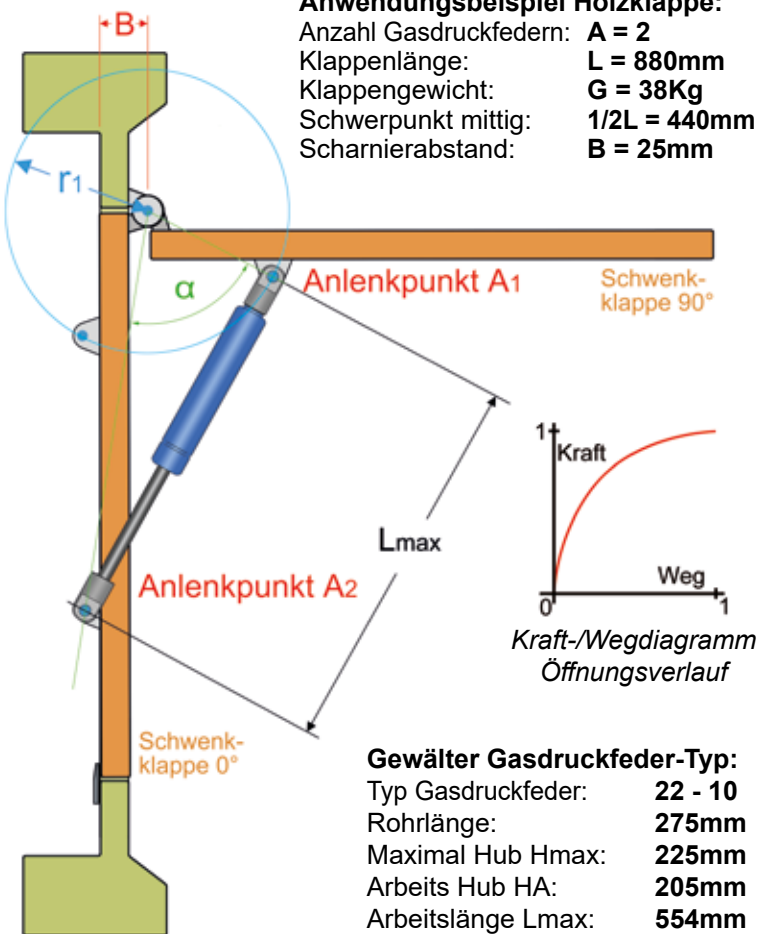 Anwendungsbeispiel Holzklappe:
Anzahl Gasdruckfedern: A = 2
Klappenlänge: L = 880mm
Klappengewicht: G = 38Kg
Schwerpunkt mittig: 1/2L = 440mm
Scharnierabstand: B = 25mm
B
r1
α
Anlenkpunkt A1
Schwenk-
klappe 90°
Lmax
1
Kraft
Weg
0
1
Kraft-/Wegdiagramm
Öffnungsverlauf
Anlenkpunkt A2
Schwenk-
klappe 0°
Gewälter Gasdruckfeder-Typ:
Typ Gasdruckfeder: 22 - 10
Rohrlänge: 275mm
Maximal Hub Hmax: 225mm
Arbeits Hub HA: 205mm
Arbeitslänge Lmax: 554mm